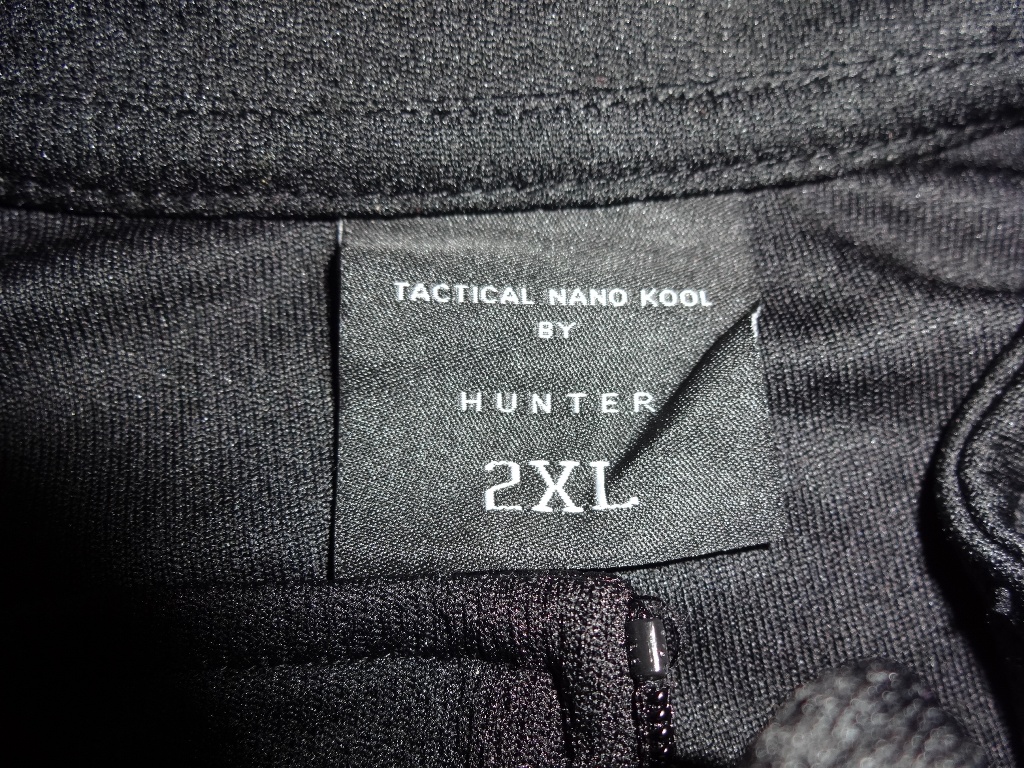 TACTICAL NANO KOOL
BY
HUNTER
2XL